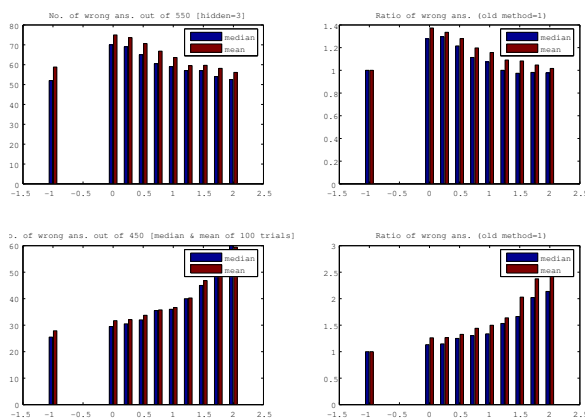 No. of wrong ans. out of 550 [hidden=3]
80
70
60
50
40
30
20
10
0
-1.5 -1 -0.5 0 0.5 1 1.5 2 2.5
median
mean
Ratio of wrong ans. (old method=1)
1.4
1.2
1
0.8
0.6
0.4
0.2
0
-1.5 -1 -0.5 0 0.5 1 1.5 2 2.5
median
mean
o. of wrong ans. out of 450 [median & mean of 100 trials]
60
50
40
30
20
10
0
-1.5 -1 -0.5 0 0.5 1 1.5 2 2.5
median
mean
Ratio of wrong ans. (old method=1)
3
2.5
2
1.5
1
0.5
0
-1.5 -1 -0.5 0 0.5 1 1.5 2 2.5
median
mean